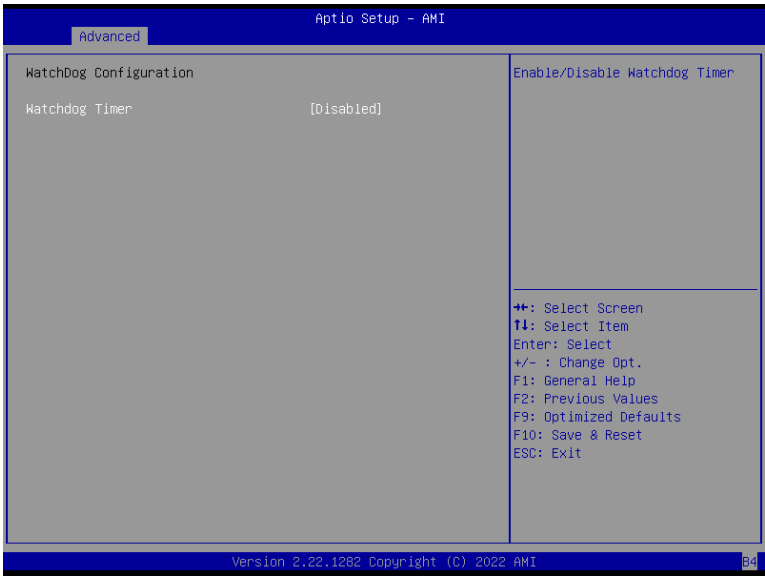 Aptio Setup - AMI
Advanced
WatchDog Configuration
Watchdog Timer [Disabled]
Enable/Disable Watchdog Timer
→←: Select Screen
↑↓: Select Item
Enter: Select
+/- : Change Opt.
F1: General Help
F2: Previous Values
F9: Optimized Defaults
F10: Save & Reset
ESC: Exit
Version 2.22.1282 Copyright (C) 2022 AMI
B4